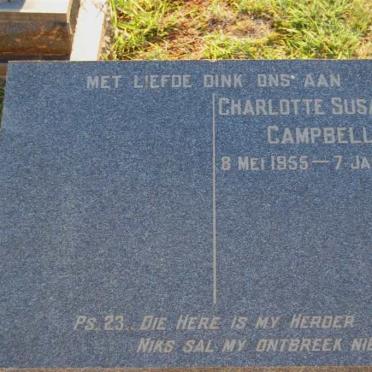 MET LIEFDE DINK ONS AAN
CHARLOTTE SUSA
CAMPBELL
8 MEI 1955 — 7 JA
PS. 23. DIE HERE IS MY HERDER
NIKS SAL MY ONTBREEK NIE